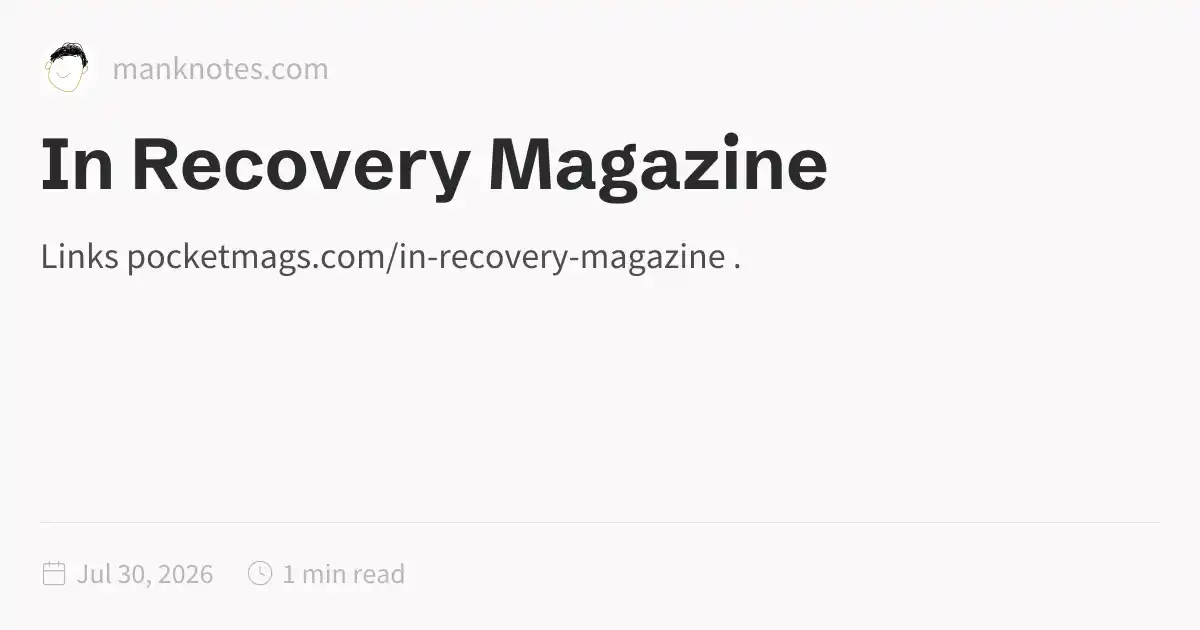 manknotes.com
In Recovery Magazine
Links pocketmags.com/in-recovery-magazine .
Jul 30, 2026 1 min read